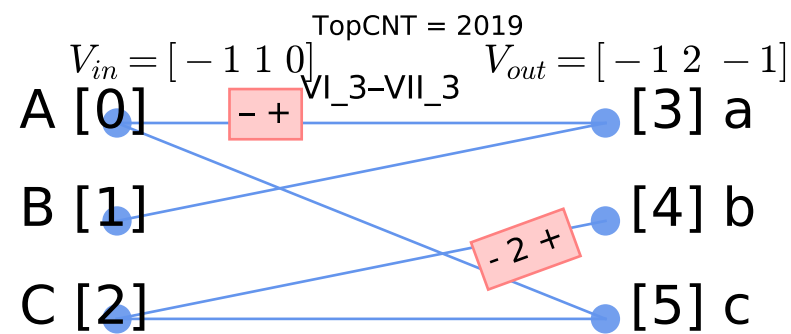 TopCNT = 2019
V_in = [ − 1 1 0]
V_out = [ − 1 2 − 1]
VI_3–VII_3
A [0]
– +
[3] a
B [1]
[4] b
- 2 +
C [2]
[5] c